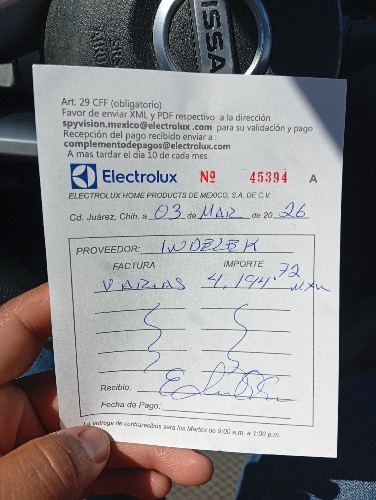 NISSAN
Art. 29 CFF (obligatorio)
Favor de enviar XML y PDF respectivo a la dirección
spyvision.mexico@electrolux .com para su validación y pago
Recepción del pago recibido enviar a :
complementodepagos@electrolux.com
A mas tardar el dia 10 de cada mes
Electrolux Nº 45394 A
ELECTROLUX HOME PRODUCTS DE MEXICO, S.A. DE C.V.
Cd. Juárez, Chih. a 03 de MAR de 20 26
PROVEEDOR: INDELEK
FACTURA IMPORTE
VARIAS 4,194.72 MXN
Recibio:
Fecha de Pago:
La entrega de contrarecibos sera los Martes de 9:00 a.m. a 1:00 p.m.